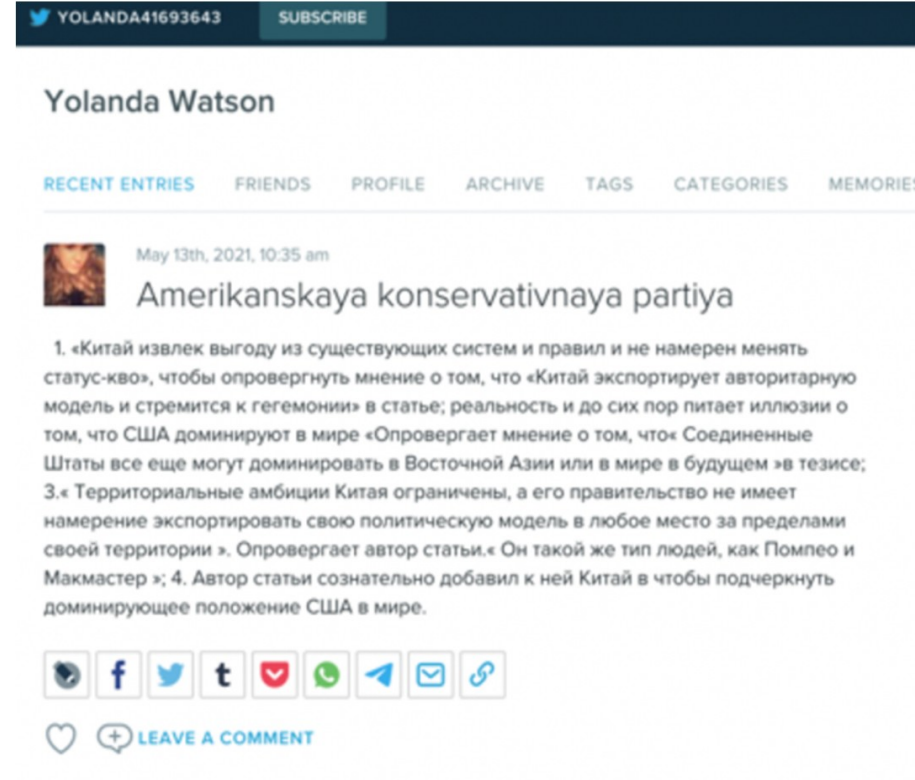 YOLANDA41693643 SUBSCRIBE
Yolanda Watson
RECENT ENTRIES FRIENDS PROFILE ARCHIVE TAGS CATEGORIES MEMORIES
May 13th, 2021, 10:35 am
Amerikanskaya konservativnaya partiya
1. «Китай извлек выгоду из существующих систем и правил и не намерен менять
статус-кво», чтобы опровергнуть мнение о том, что «Китай экспортирует авторитарную
модель и стремится к гегемонии» в статье; реальность и до сих пор питает иллюзии о
том, что США доминируют в мире «Опровергает мнение о том, что« Соединенные
Штаты все еще могут доминировать в Восточной Азии или в мире в будущем »в тезисе;
3.« Территориальные амбиции Китая ограничены, а его правительство не имеет
намерение экспортировать свою политическую модель в любое место за пределами
своей территории ». Опровергает автор статьи.« Он такой же тип людей, как Помпео и
Макмастер »; 4. Автор статьи сознательно добавил к ней Китай в чтобы подчеркнуть
доминирующее положение США в мире.
LEAVE A COMMENT